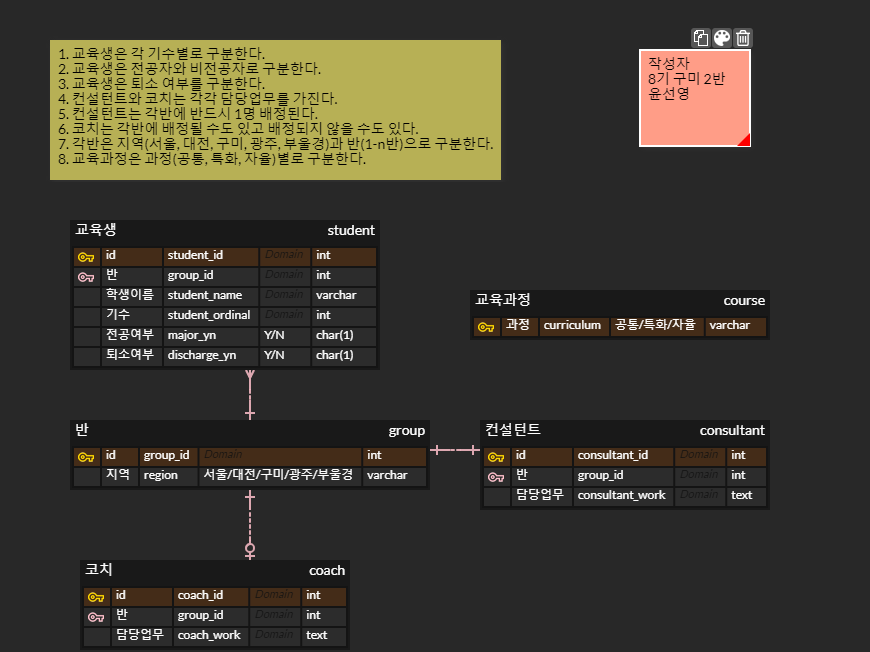 1. 교육생은 각 기수별로 구분한다.
2. 교육생은 전공자와 비전공자로 구분한다.
3. 교육생은 퇴소 여부를 구분한다.
4. 컨설턴트와 코치는 각각 담당업무를 가진다.
5. 컨설턴트는 각반에 반드시 1명 배정된다.
6. 코치는 각반에 배정될 수도 있고 배정되지 않을 수도 있다.
7. 각반은 지역(서울, 대전, 구미, 광주, 부울경)과 반(1-n반)으로 구분한다.
8. 교육과정은 과정(공통, 특화, 자율)별로 구분한다.
작성자
8기 구미 2반
윤선영
교육생 student
id student_id Domain int
반 group_id Domain int
학생이름 student_name Domain varchar
기수 student_ordinal Domain int
전공여부 major_yn Y/N char(1)
퇴소여부 discharge_yn Y/N char(1)
교육과정 course
과정 curriculum 공통/특화/자율 varchar
반 group
id group_id Domain int
지역 region 서울/대전/구미/광주/부울경 varchar
컨설턴트 consultant
id consultant_id Domain int
반 group_id Domain int
담당업무 consultant_work Domain text
코치 coach
id coach_id Domain int
반 group_id Domain int
담당업무 coach_work Domain text